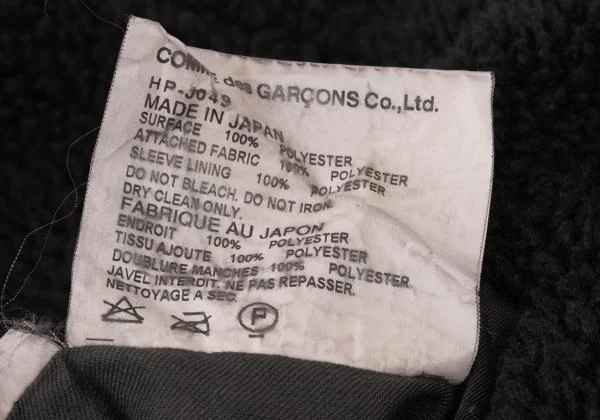 COMME des GARÇONS Co.,Ltd.
HP-J049
MADE IN JAPAN
SURFACE 100% POLYESTER
ATTACHED FABRIC 100% POLYESTER
SLEEVE LINING 100% POLYESTER
DO NOT BLEACH. DO NOT IRON.
DRY CLEAN ONLY.
FABRIQUE AU JAPON
ENDROIT 100% POLYESTER
TISSU AJOUTE 100% POLYESTER
DOUBLURE MANCHES 100% POLYESTER
JAVEL INTERDIT. NE PAS REPASSER.
NETTOYAGE A SEC.
P